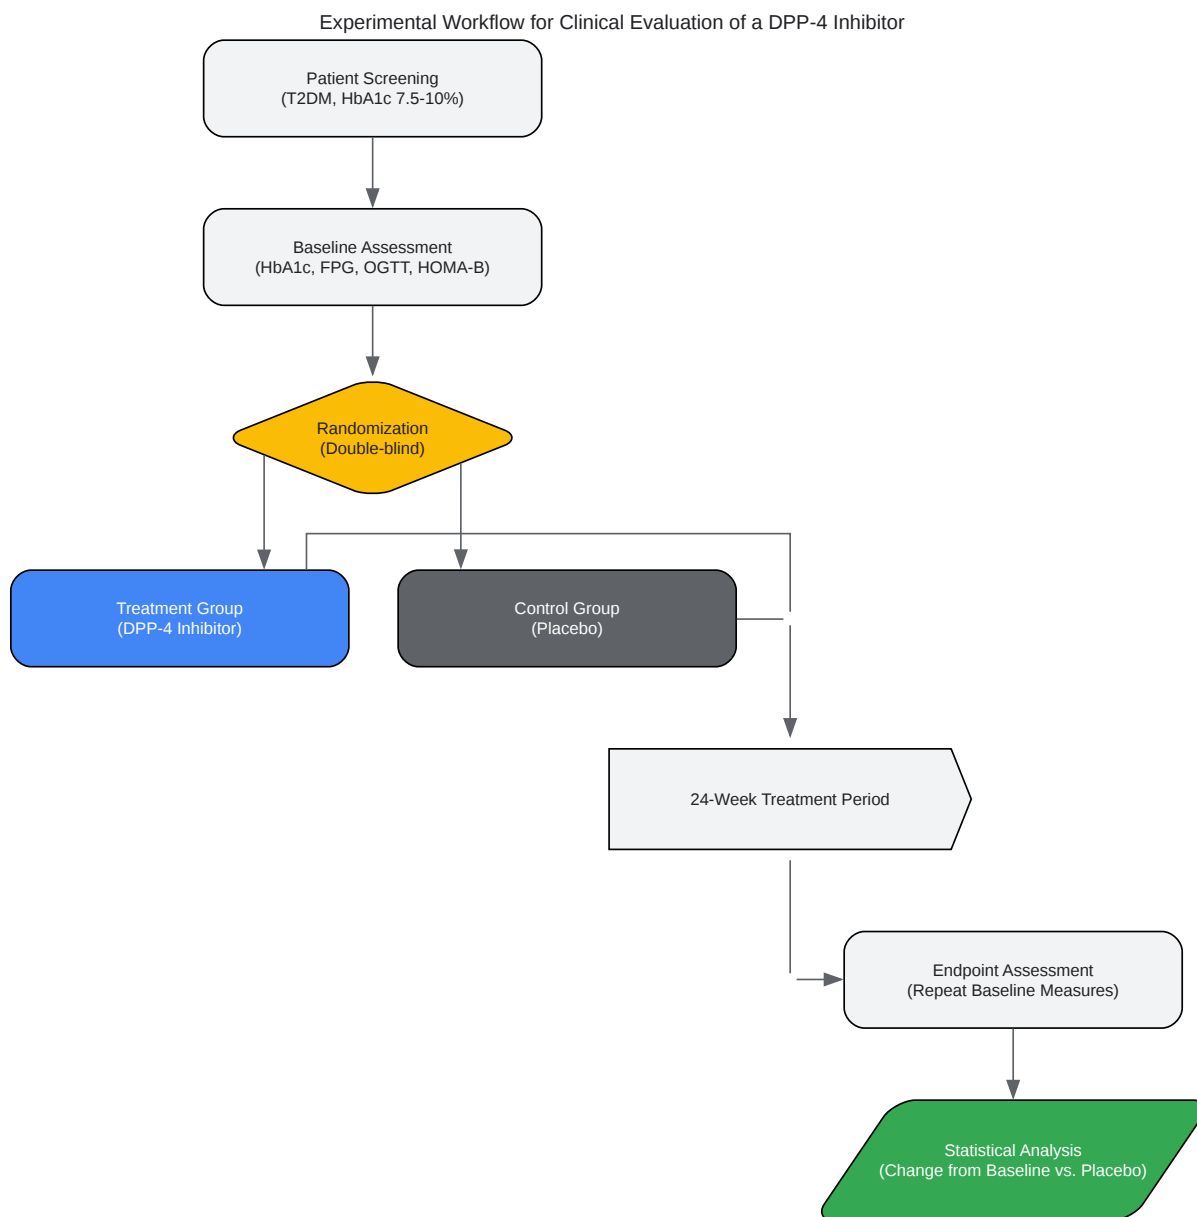 Experimental Workflow for Clinical Evaluation of a DPP-4 Inhibitor
Patient Screening
(T2DM, HbA1c 7.5-10%)
Baseline Assessment
(HbA1c, FPG, OGTT, HOMA-B)
Randomization
(Double-blind)
Treatment Group
(DPP-4 Inhibitor)
Control Group
(Placebo)
24-Week Treatment Period
Endpoint Assessment
(Repeat Baseline Measures)
Statistical Analysis
(Change from Baseline vs. Placebo)